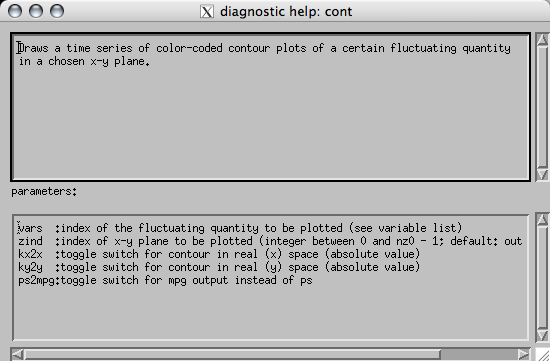 diagnostic help: cont
Draws a time series of color-coded contour plots of a certain fluctuating quantity
in a chosen x-y plane.
parameters:
vars :index of the fluctuating quantity to be plotted (see variable list)
zind :index of x-y plane to be plotted (integer between 0 and nz0 - 1; default: out
kx2x :toggle switch for contour in real (x) space (absolute value)
ky2y :toggle switch for contour in real (y) space (absolute value)
ps2mpg:toggle switch for mpg output instead of ps